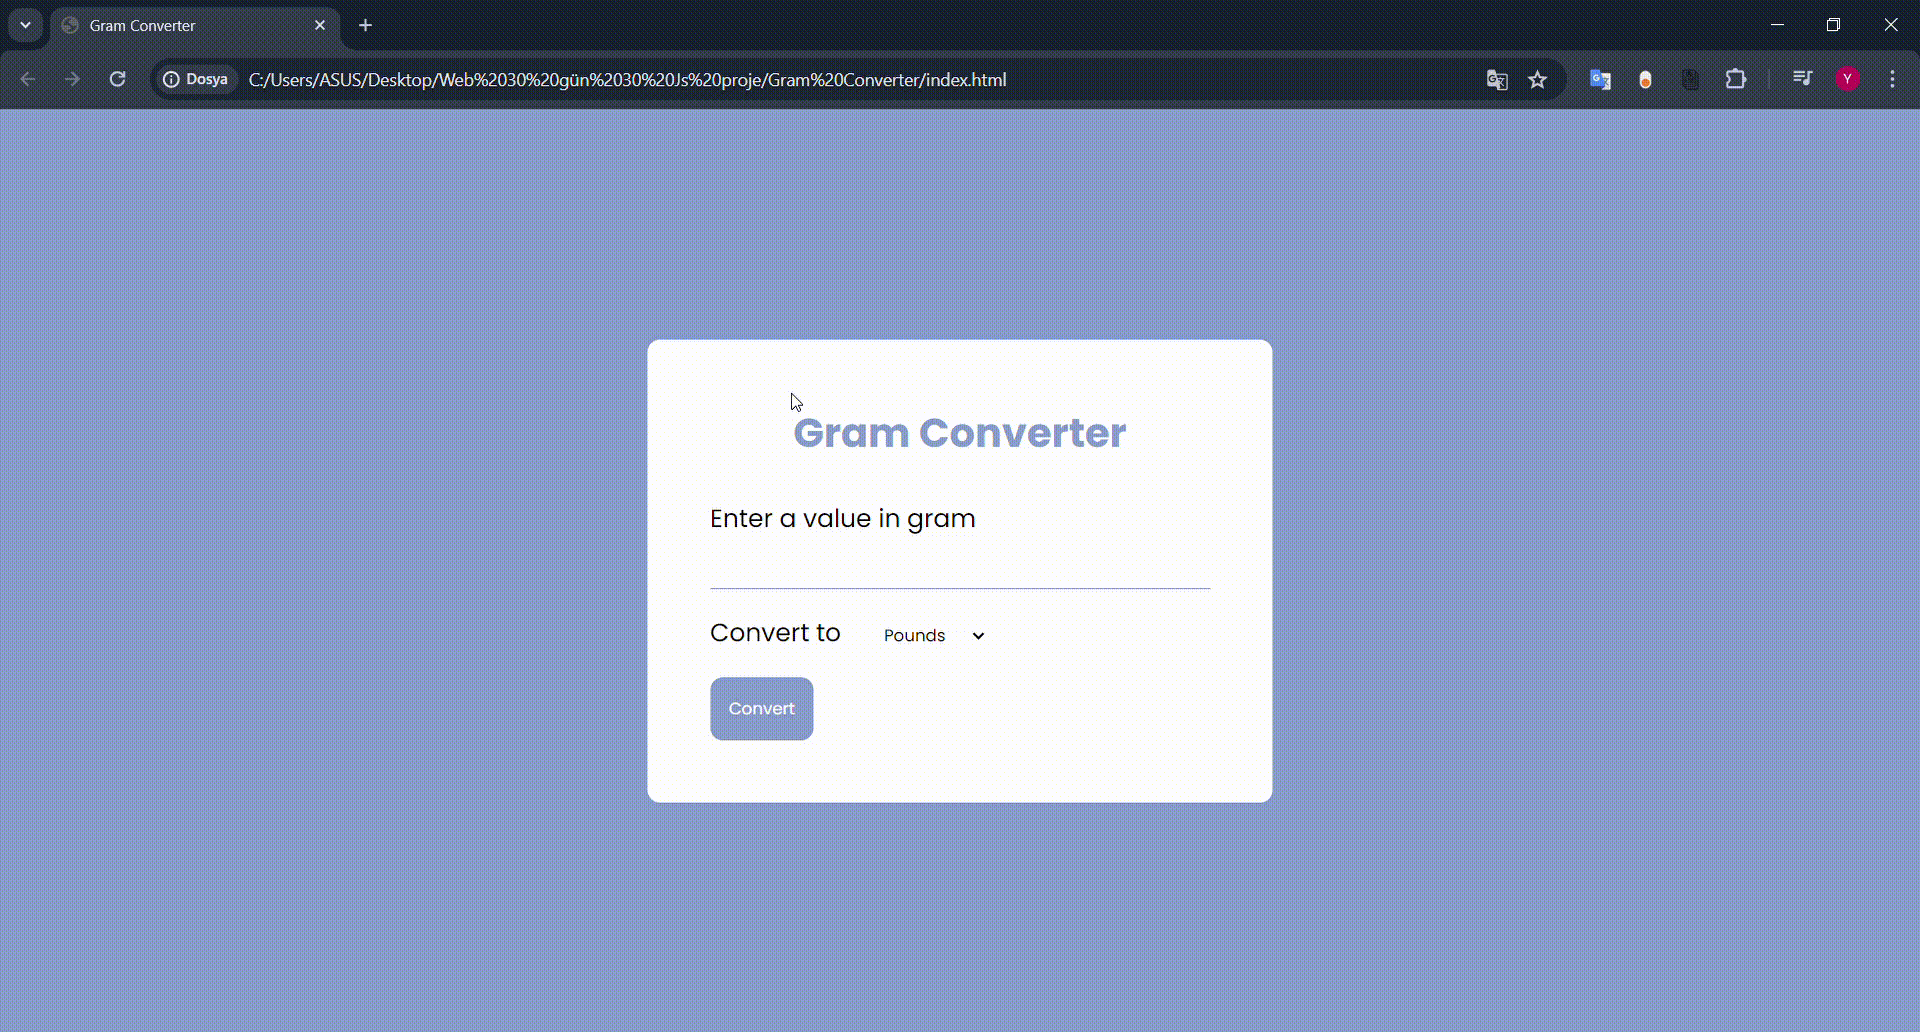 Gram Converter
Dosya
C:/Users/ASUS/Desktop/Web%2030%20gün%2030%20Js%20proje/Gram%20Converter/index.html
Y
Gram Converter
Enter a value in gram
Convert to
Pounds
Convert